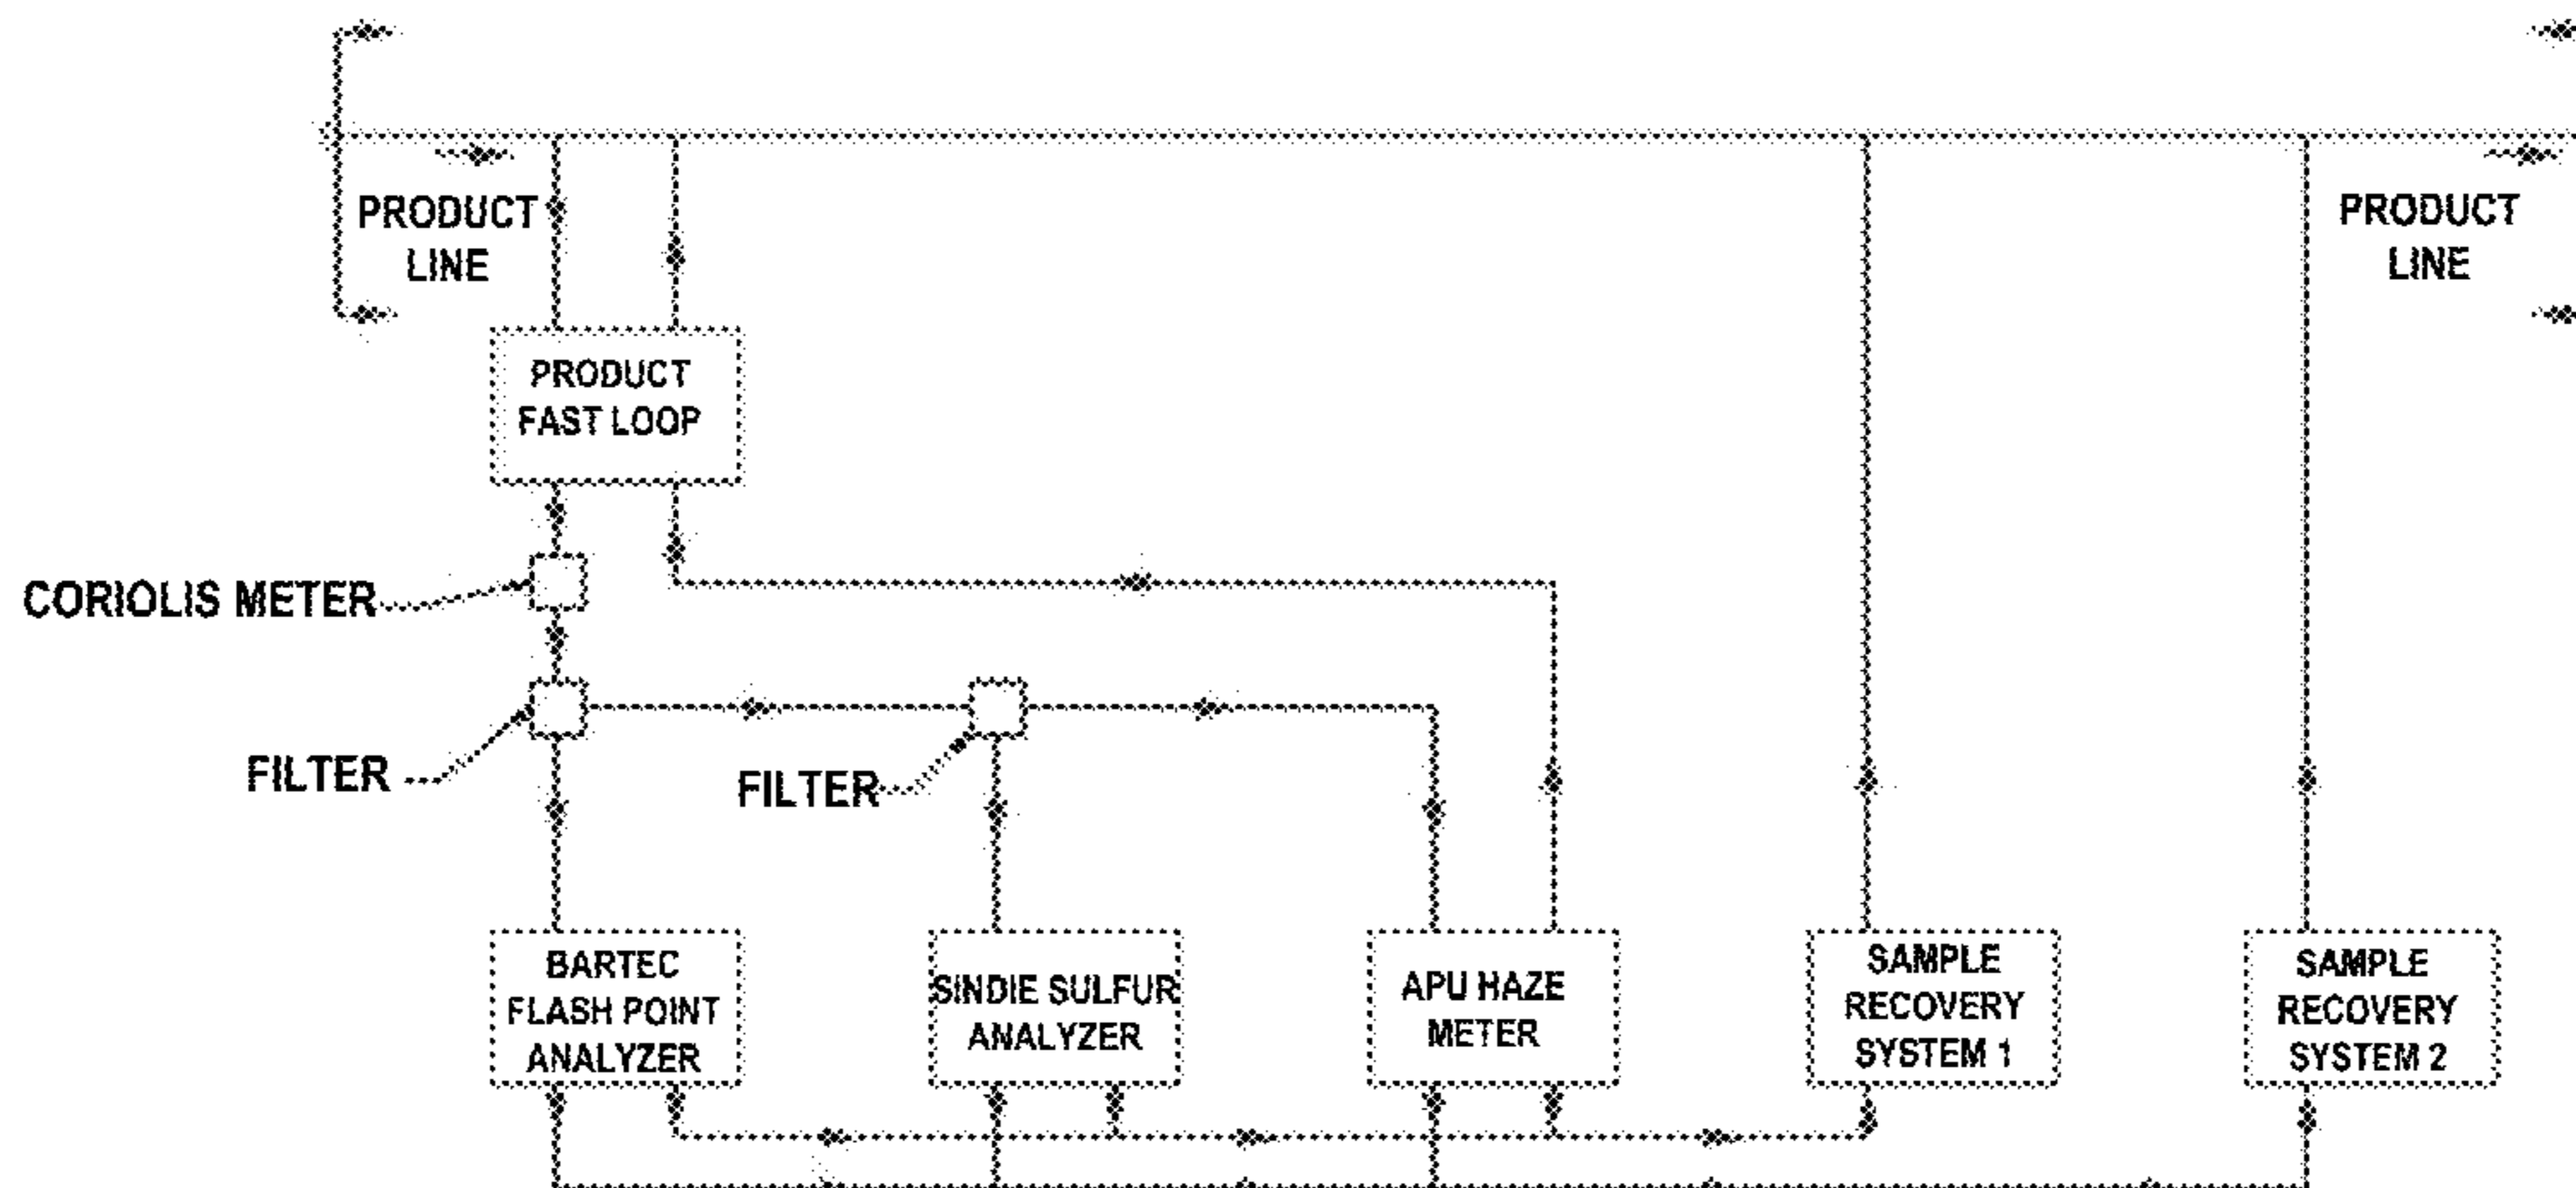 PRODUCT
LINE
PRODUCT
LINE
PRODUCT
FAST LOOP
CORIOLIS METER
FILTER
FILTER
BARTEC
FLASH POINT
ANALYZER
SINDIE SULFUR
ANALYZER
APU HAZE
METER
SAMPLE
RECOVERY
SYSTEM 1
SAMPLE
RECOVERY
SYSTEM 2